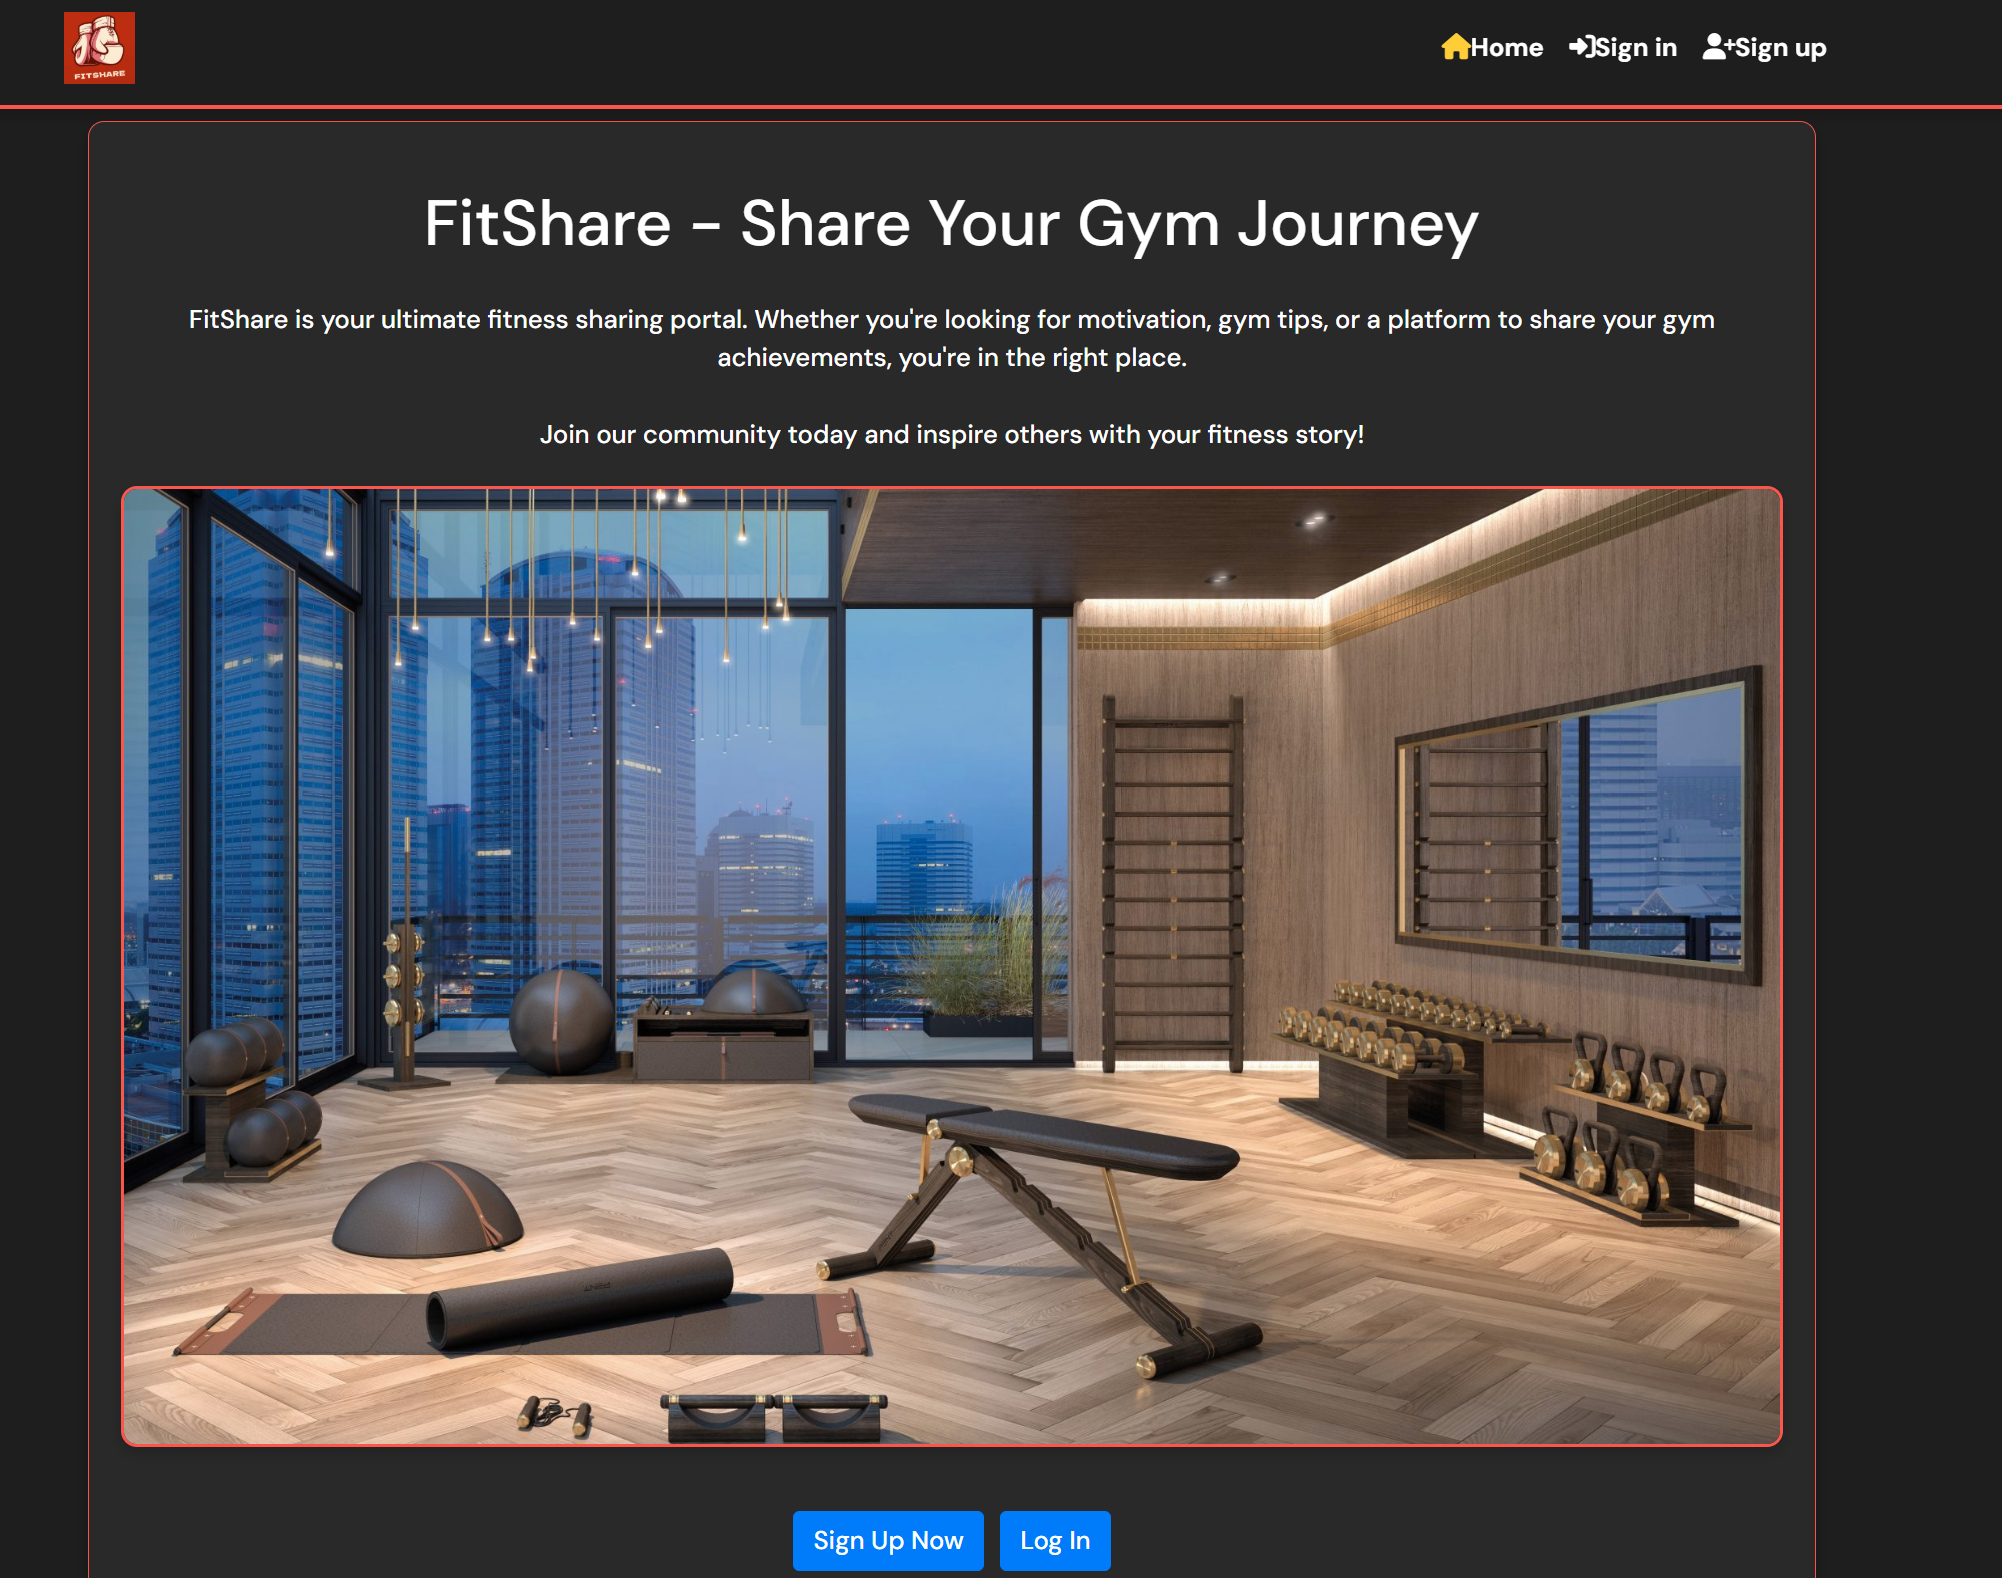 FITSHARE
Home Sign in Sign up
FitShare - Share Your Gym Journey
FitShare is your ultimate fitness sharing portal. Whether you're looking for motivation, gym tips, or a platform to share your gym
achievements, you're in the right place.
Join our community today and inspire others with your fitness story!
Sign Up Now Log In